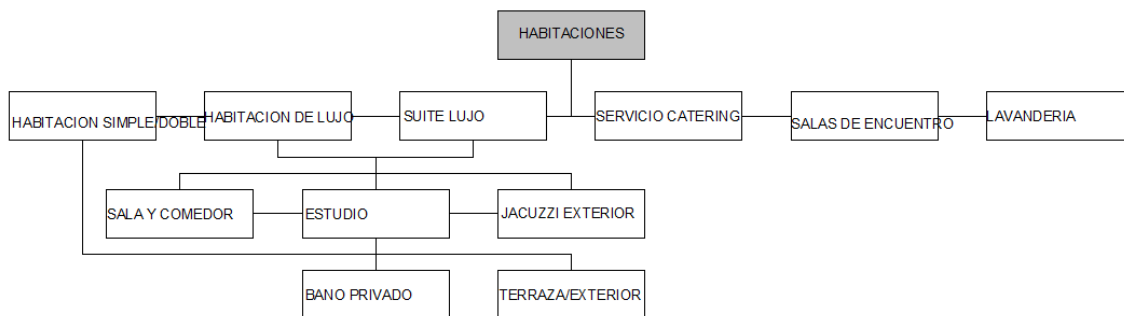 HABITACIONES
HABITACION SIMPLE/DOBLE
HABITACION DE LUJO
SUITE LUJO
SERVICIO CATERING
SALAS DE ENCUENTRO
LAVANDERIA
SALA Y COMEDOR
ESTUDIO
JACUZZI EXTERIOR
BANO PRIVADO
TERRAZA/EXTERIOR